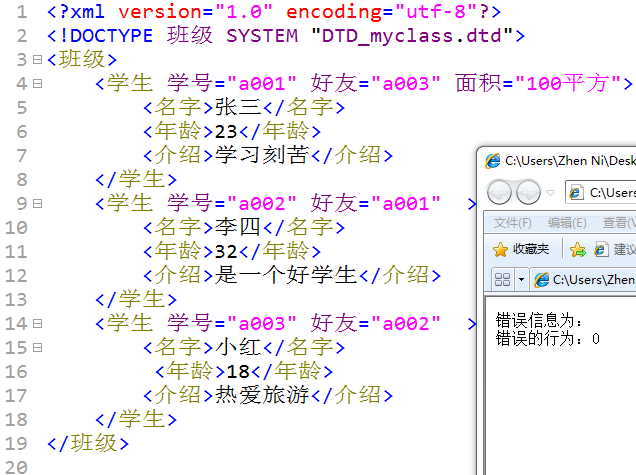 1 <?xml version="1.0" encoding="utf-8"?>
2 <!DOCTYPE 班级 SYSTEM "DTD_myclass.dtd">
3 <班级>
4 <学生 学号="a001" 好友="a003" 面积="100平方">
5 <名字>张三</名字>
6 <年龄>23</年龄>
7 <介绍>学习刻苦</介绍>
8 </学生>
9 <学生 学号="a002" 好友="a001" >
10 <名字>李四</名字>
11 <年龄>32</年龄>
12 <介绍>是一个好学生</介绍>
13 </学生>
14 <学生 学号="a003" 好友="a002" >
15 <名字>小红</名字>
16 <年龄>18</年龄>
17 <介绍>热爱旅游</介绍>
18 </学生>
19 </班级>
20
C:\Users\Zhen Ni\Desk
C:\Users
文件(F) 编辑(E) 查看(V
收藏夹 建议
C:\Users\Zhen
错误信息为：
错误的行为：0